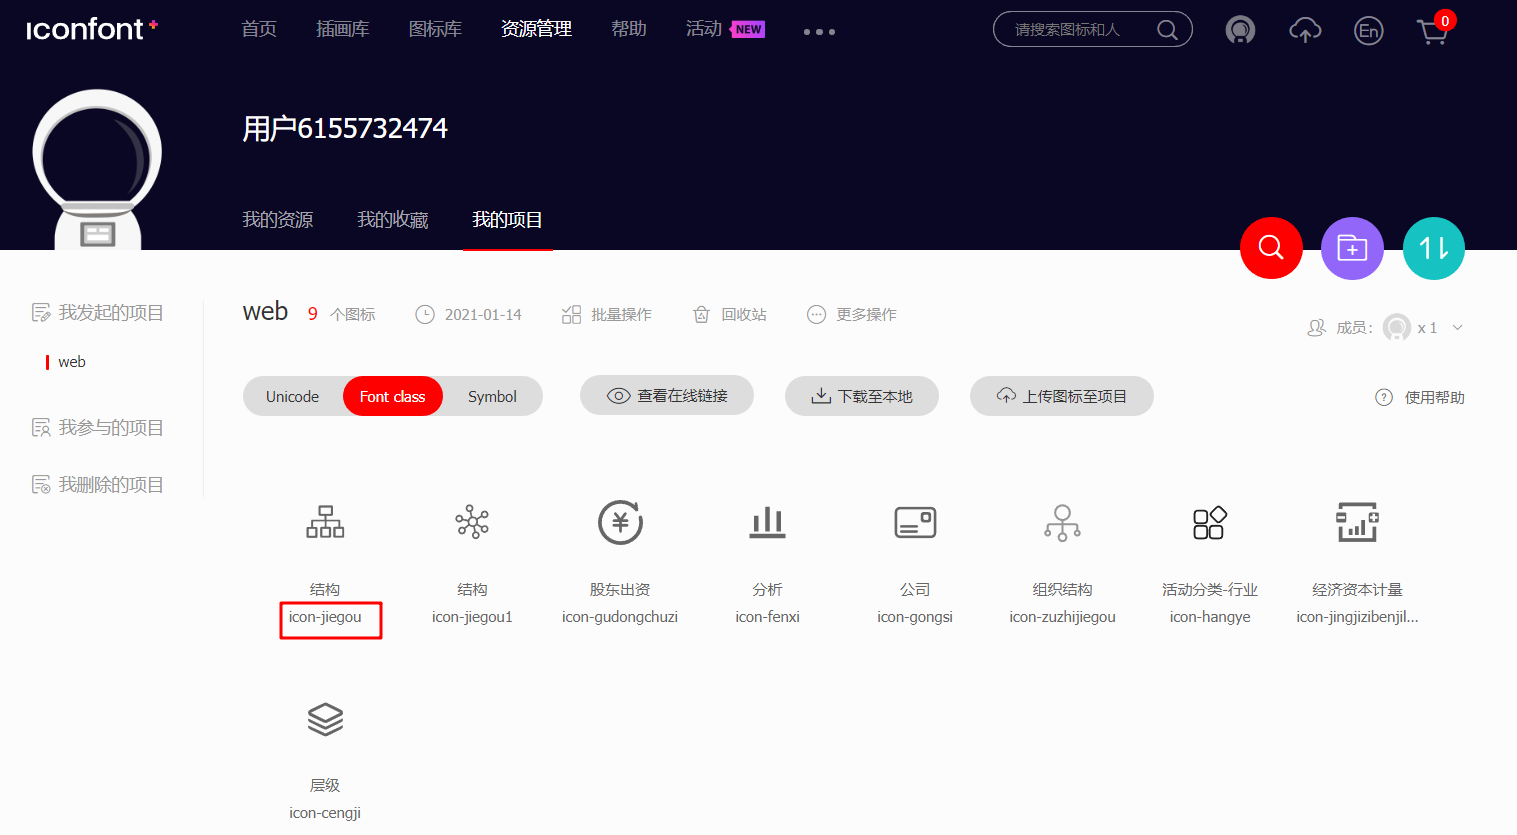 iconfont+
首页 插画库 图标库 资源管理 帮助 活动 NEW
请搜索图标和人
En
0
用户6155732474
我的资源 我的收藏 我的项目
我发起的项目
web
我参与的项目
我删除的项目
web 9 个图标 2021-01-14 批量操作 回收站 更多操作
成员： x 1
Unicode Font class Symbol 查看在线链接 下载至本地 上传图标至项目 使用帮助
结构 结构 股东出资 分析 公司 组织结构 活动分类-行业 经济资本计量
icon-jiegou icon-jiegou1 icon-gudongchuzi icon-fenxi icon-gongsi icon-zuzhijiegou icon-hangye icon-jingjizibenjil...
层级
icon-cengji